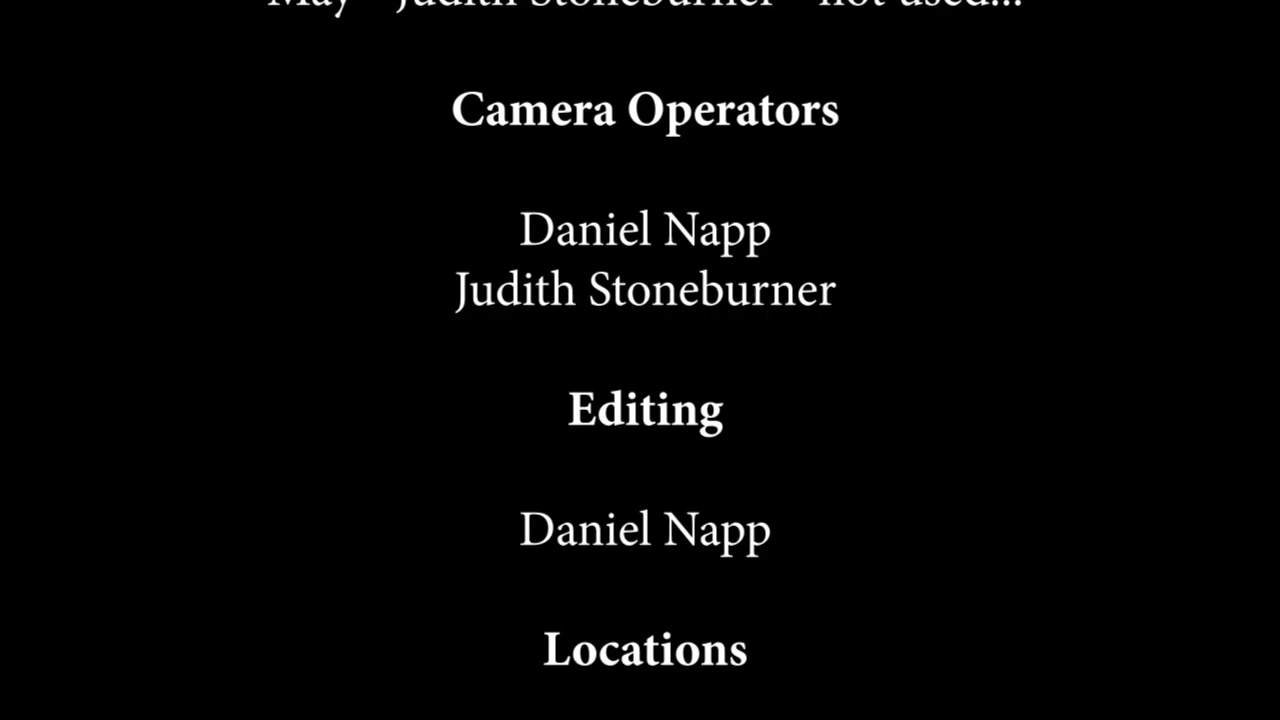 May - Judith Stoneburner - not used...
Camera Operators
Daniel Napp
Judith Stoneburner
Editing
Daniel Napp
Locations